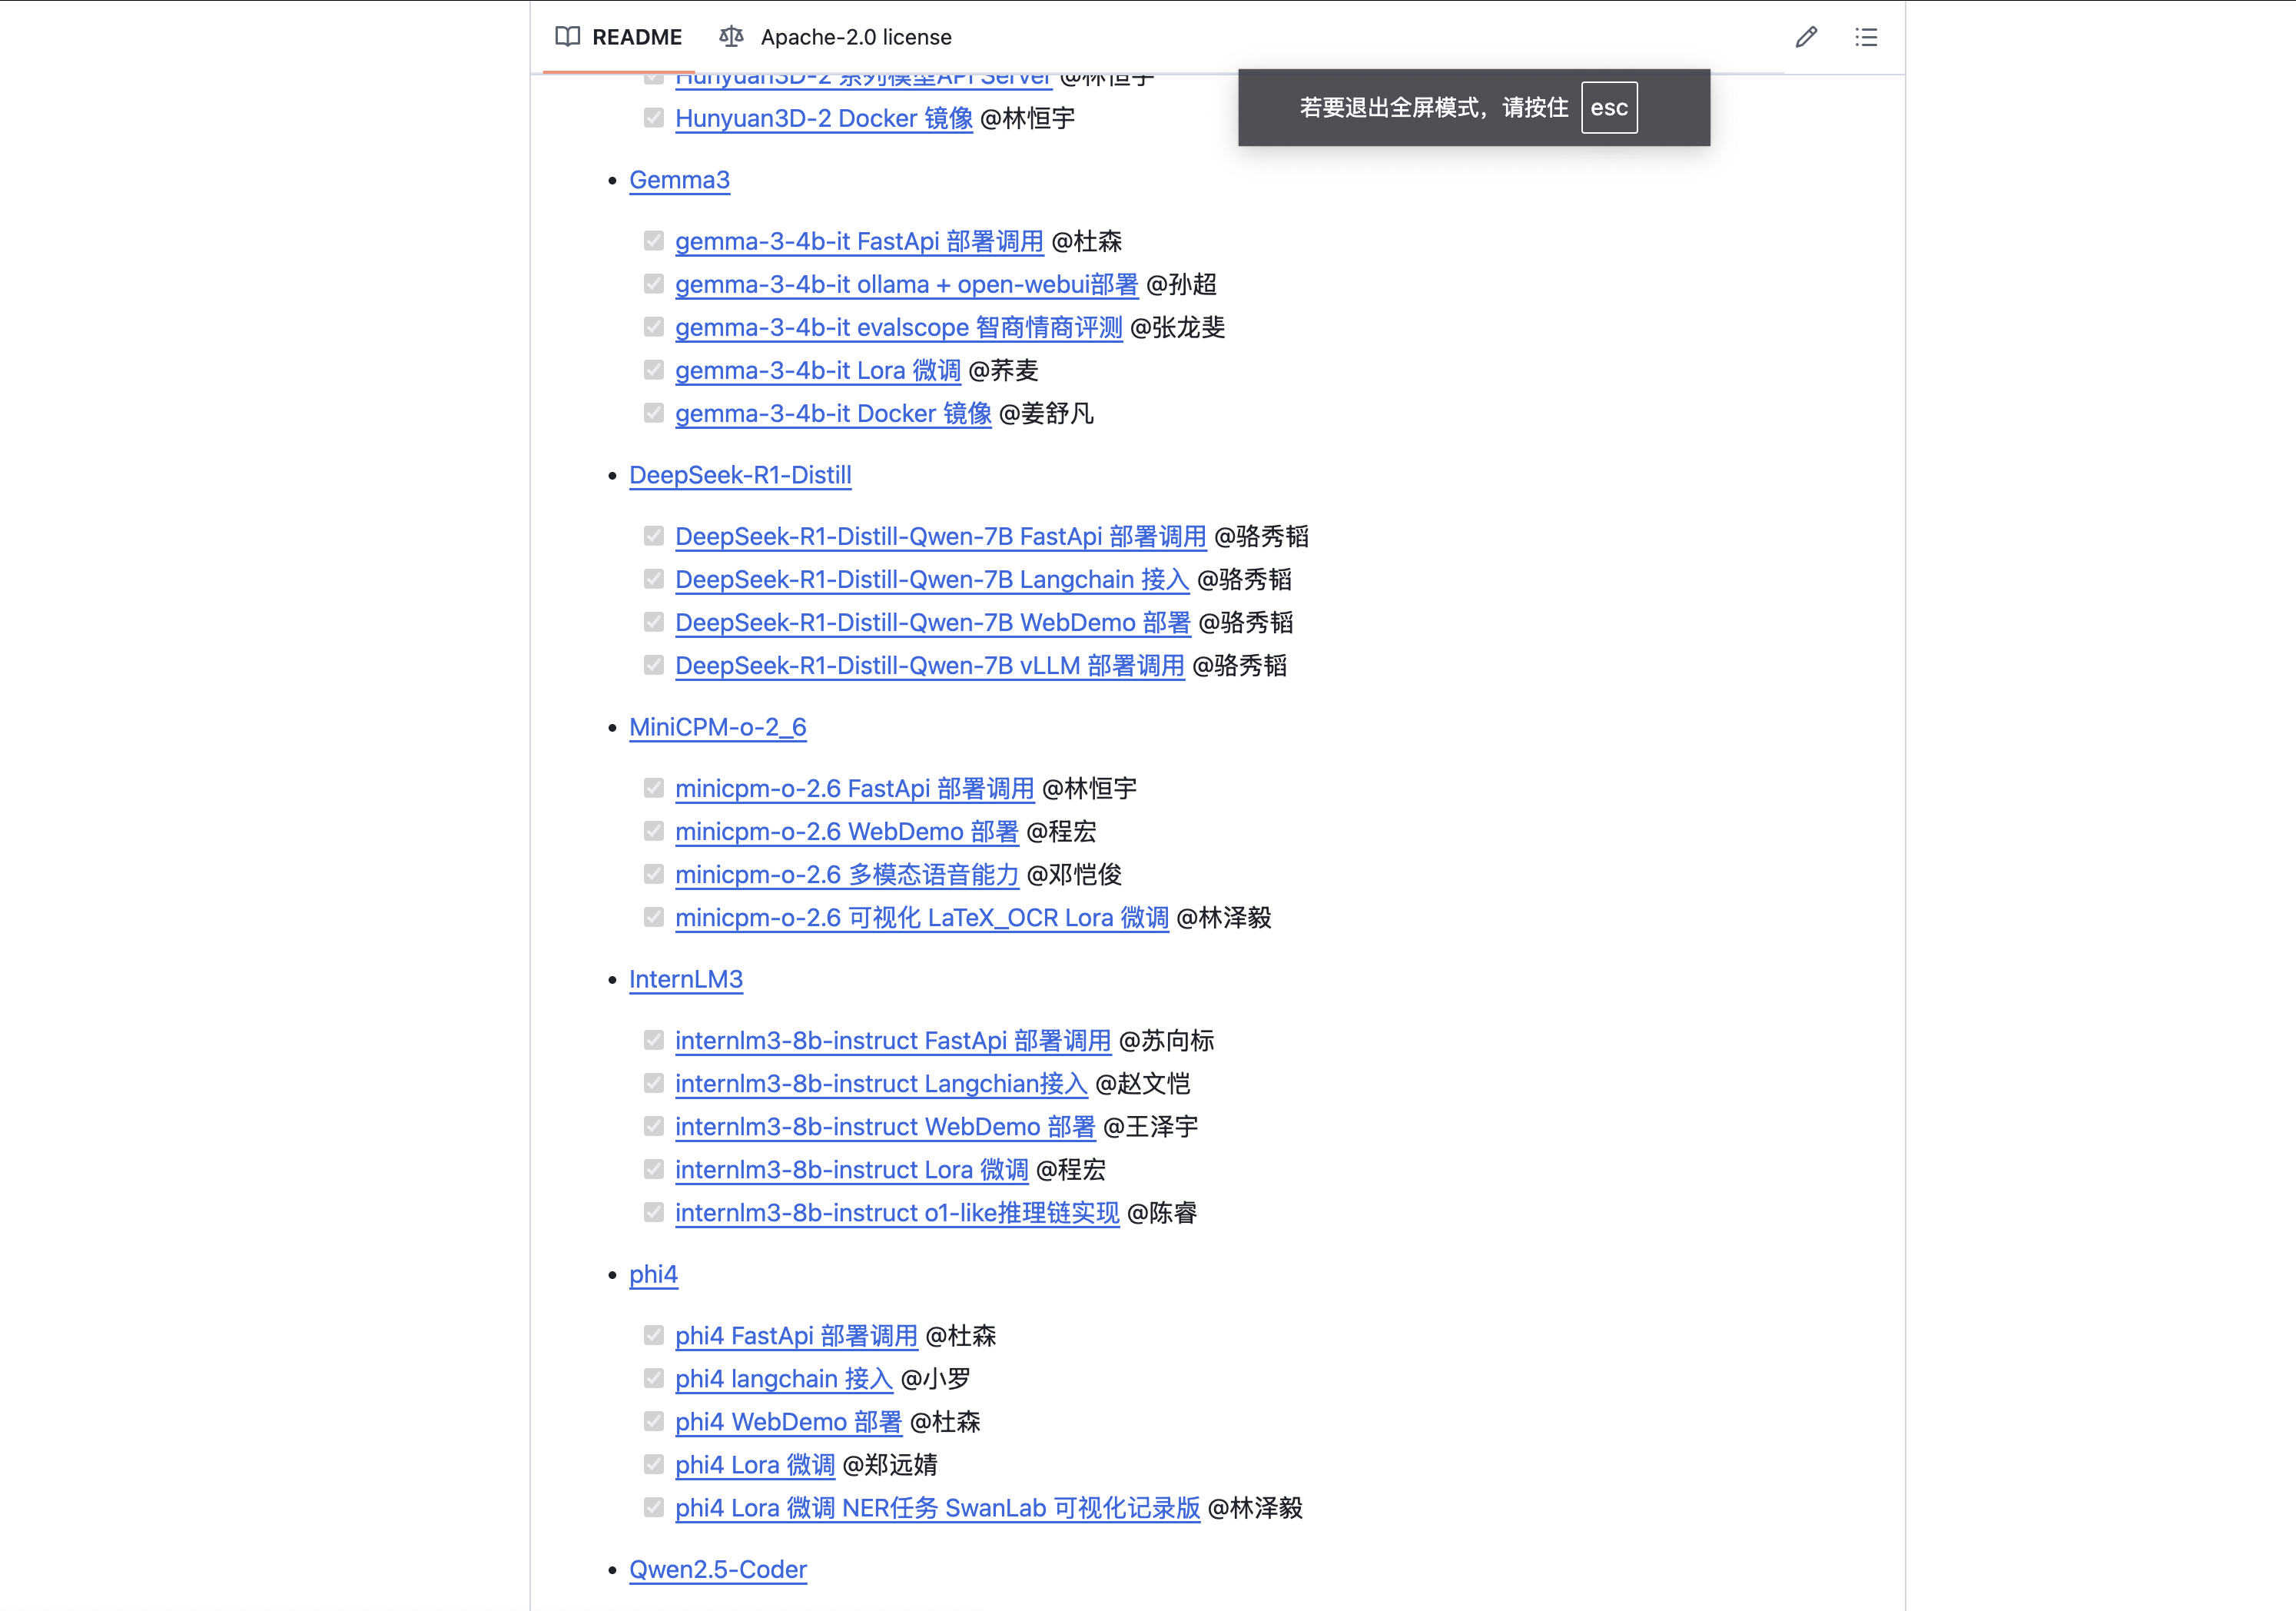 README Apache-2.0 license
Hunyuan3D-2 系列模型API Server @林恒宇
若要退出全屏模式，请按住 esc
Hunyuan3D-2 Docker 镜像 @林恒宇
Gemma3
gemma-3-4b-it FastApi 部署调用 @杜森
gemma-3-4b-it ollama + open-webui部署 @孙超
gemma-3-4b-it evalscope 智商情商评测 @张龙斐
gemma-3-4b-it Lora 微调 @荞麦
gemma-3-4b-it Docker 镜像 @姜舒凡
DeepSeek-R1-Distill
DeepSeek-R1-Distill-Qwen-7B FastApi 部署调用 @骆秀韬
DeepSeek-R1-Distill-Qwen-7B Langchain 接入 @骆秀韬
DeepSeek-R1-Distill-Qwen-7B WebDemo 部署 @骆秀韬
DeepSeek-R1-Distill-Qwen-7B vLLM 部署调用 @骆秀韬
MiniCPM-o-2_6
minicpm-o-2.6 FastApi 部署调用 @林恒宇
minicpm-o-2.6 WebDemo 部署 @程宏
minicpm-o-2.6 多模态语音能力 @邓恺俊
minicpm-o-2.6 可视化 LaTeX_OCR Lora 微调 @林泽毅
InternLM3
internlm3-8b-instruct FastApi 部署调用 @苏向标
internlm3-8b-instruct Langchian接入 @赵文恺
internlm3-8b-instruct WebDemo 部署 @王泽宇
internlm3-8b-instruct Lora 微调 @程宏
internlm3-8b-instruct o1-like推理链实现 @陈睿
phi4
phi4 FastApi 部署调用 @杜森
phi4 langchain 接入 @小罗
phi4 WebDemo 部署 @杜森
phi4 Lora 微调 @郑远婧
phi4 Lora 微调 NER任务 SwanLab 可视化记录版 @林泽毅
Qwen2.5-Coder